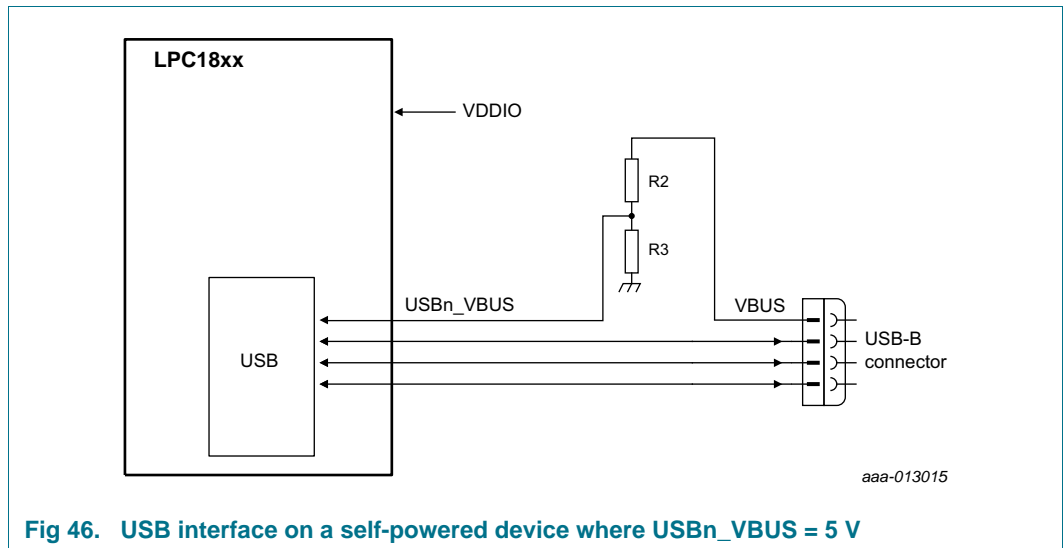 LPC18xx
VDDIO
R2
R3
USBn_VBUS
VBUS
USB
USB-B
connector
aaa-013015
Fig 46. USB interface on a self-powered device where USBn_VBUS = 5 V